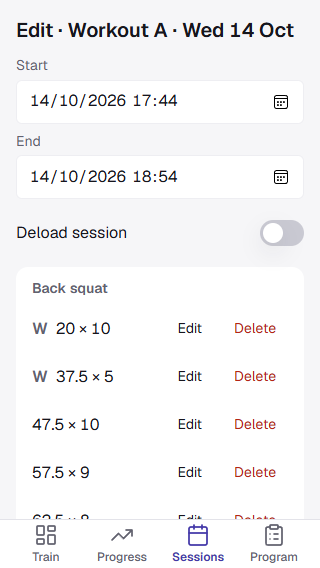 Edit · Workout A · Wed 14 Oct
Start
14/10/2026 17:44
End
14/10/2026 18:54
Deload session
Back squat
W 20 × 10 Edit Delete
W 37.5 × 5 Edit Delete
47.5 × 10 Edit Delete
57.5 × 9 Edit Delete
Edit Delete
Train Progress Sessions Program